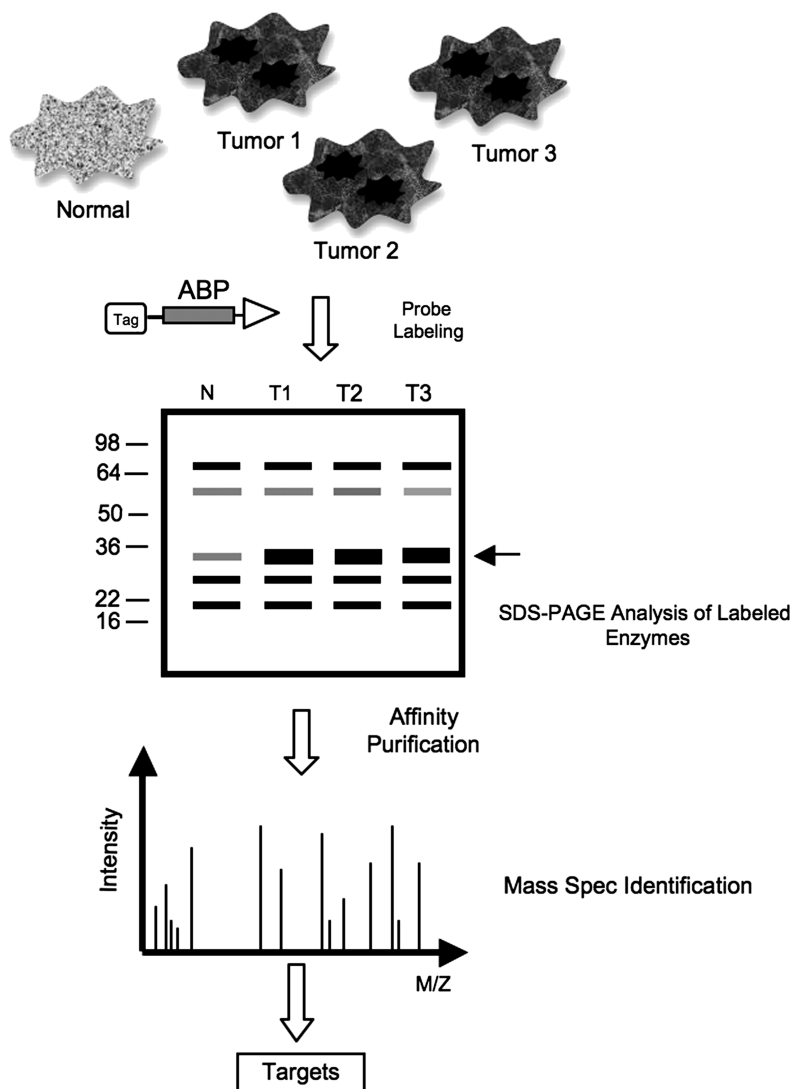 Tumor 1
Tumor 3
Normal
Tumor 2
ABP
Tag
Probe
Labeling
N T1 T2 T3
98
64
50
36
22
16
SDS-PAGE Analysis of Labeled
Enzymes
Affinity
Purification
Intensity
Mass Spec Identification
M/Z
Targets